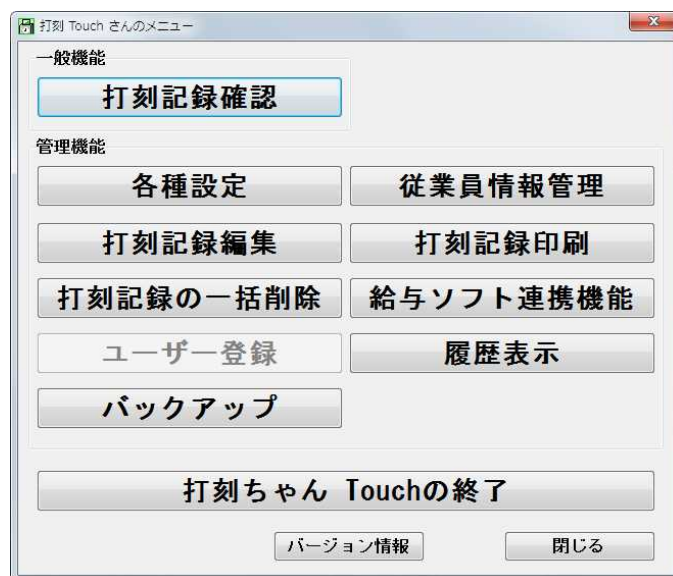 打刻 Touch さんのメニュー
一般機能
打刻記録確認
管理機能
各種設定
従業員情報管理
打刻記録編集
打刻記録印刷
打刻記録の一括削除
給与ソフト連携機能
ユーザー登録
履歴表示
バックアップ
打刻ちゃん Touchの終了
バージョン情報
閉じる